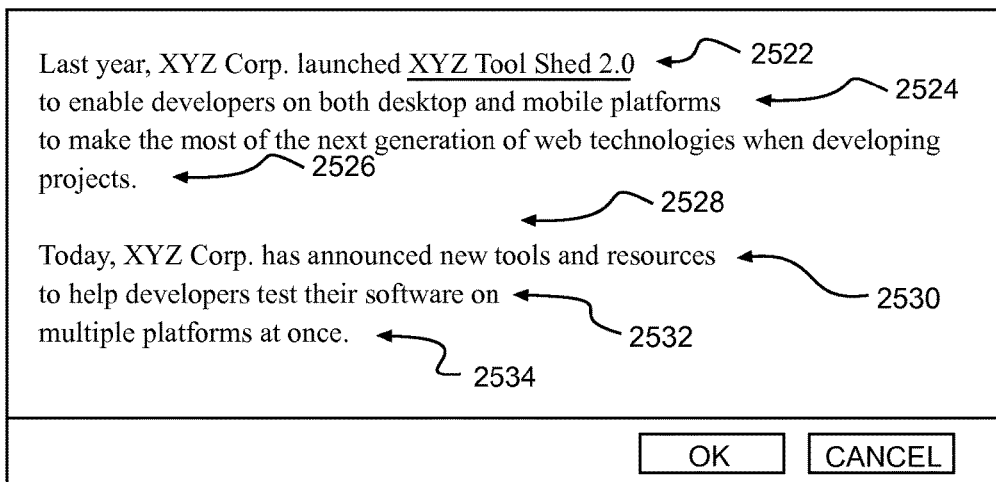 Last year, XYZ Corp. launched XYZ Tool Shed 2.0 2522
to enable developers on both desktop and mobile platforms 2524
to make the most of the next generation of web technologies when developing
projects. 2526
2528
Today, XYZ Corp. has announced new tools and resources
to help developers test their software on 2530
multiple platforms at once. 2532
2534
OK CANCEL